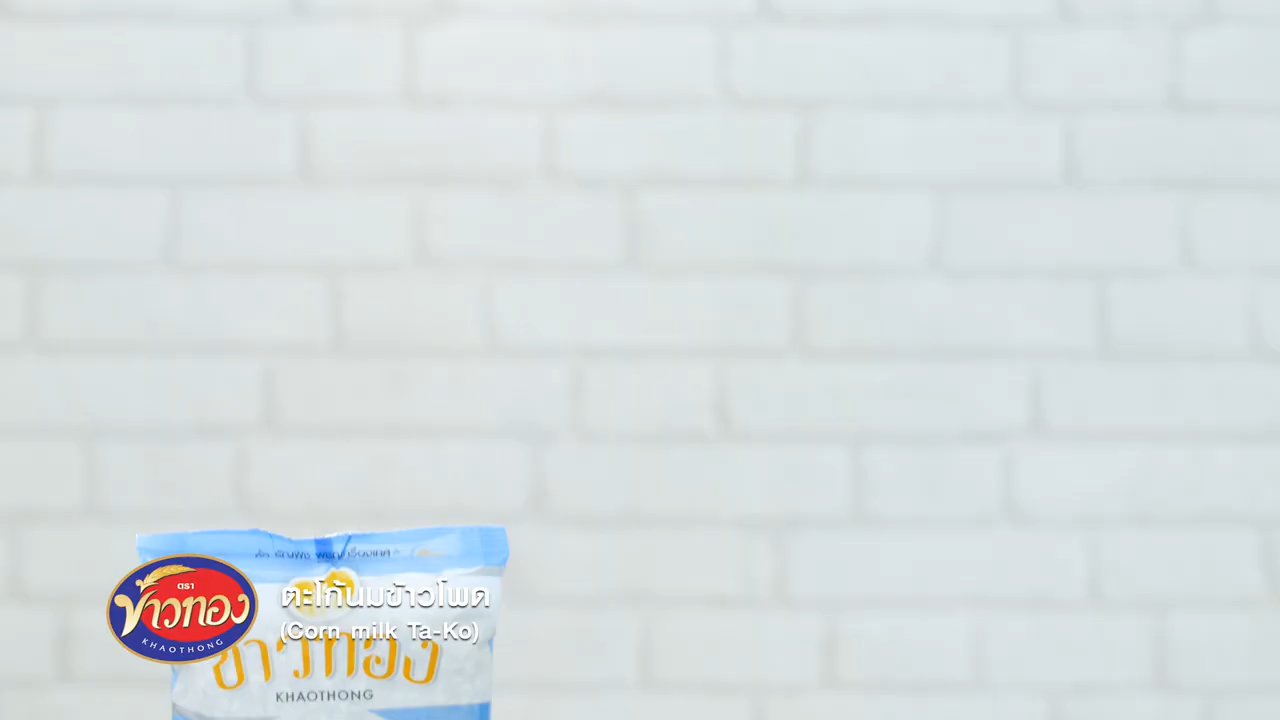 ตรา
ข้าวทอง
KHAOTHONG
ตะโก้นมข้าวโพด
(Corn milk Ta-Ko)
ข้าวทอง
KHAOTHONG